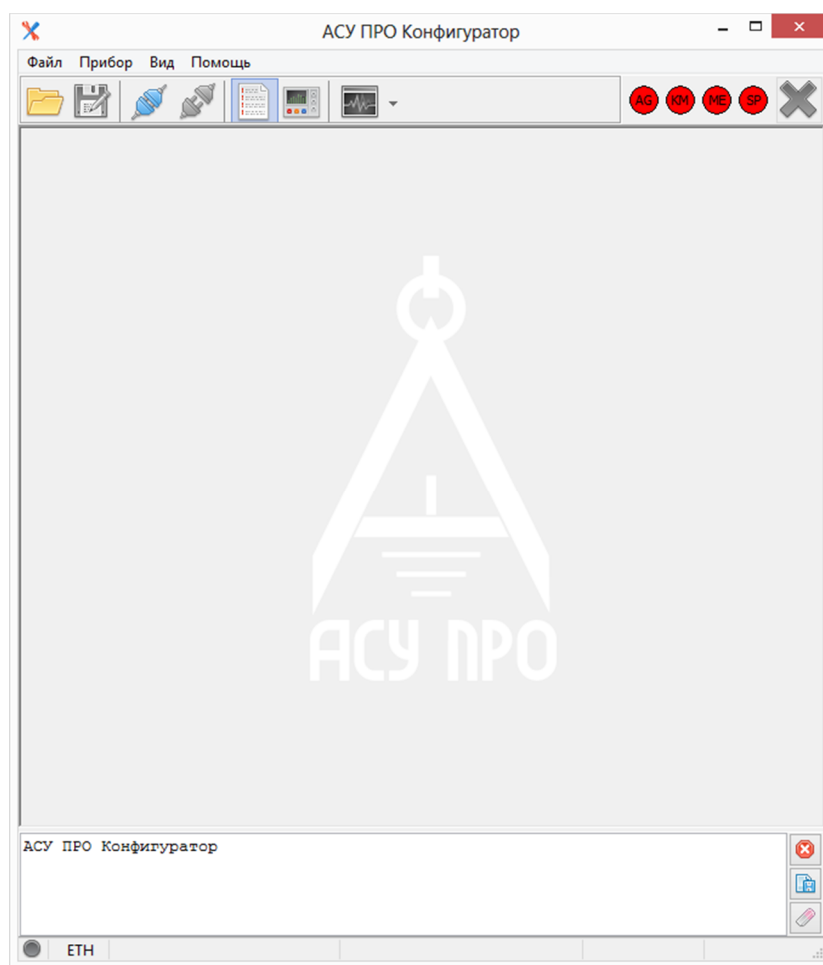 АСУ ПРО Конфигуратор
Файл Прибор Вид Помощь
AG KM ME SP
АСУ ПРО
АСУ ПРО Конфигуратор
ETH